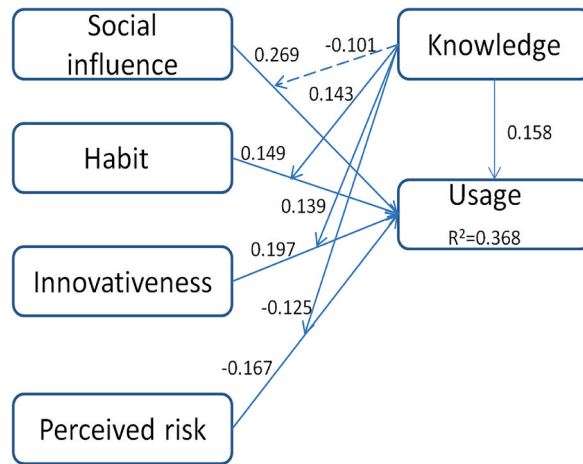 Social
influence
0.269
-0.101
Knowledge
0.143
0.158
Habit
0.149
Usage
R²=0.368
0.139
0.197
Innovativeness
-0.125
-0.167
Perceived risk